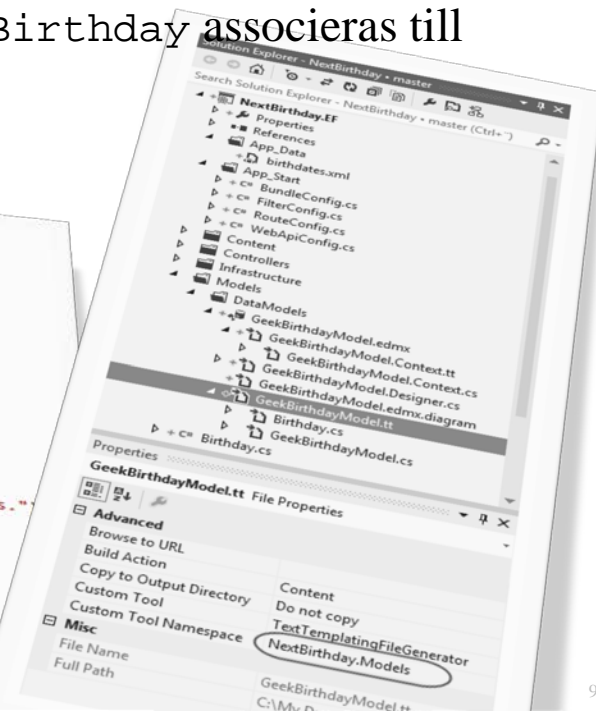 Birthday associeras till
Solution Explorer - NextBirthday • master
Search Solution Explorer - NextBirthday • master (Ctrl+¨)
NextBirthday.EF
Properties
References
App_Data
birthdates.xml
App_Start
C# BundleConfig.cs
C# FilterConfig.cs
C# RouteConfig.cs
C# WebApiConfig.cs
Content
Controllers
Infrastructure
Models
DataModels
GeekBirthdayModel.edmx
GeekBirthdayModel.Context.tt
GeekBirthdayModel.Context.cs
GeekBirthdayModel.Designer.cs
GeekBirthdayModel.edmx.diagram
GeekBirthdayModel.tt
Birthday.cs
GeekBirthdayModel.cs
C# Birthday.cs
s."
Properties
GeekBirthdayModel.tt File Properties
Advanced
Browse to URL
Build Action Content
Copy to Output Directory Do not copy
Custom Tool TextTemplatingFileGenerator
Custom Tool Namespace NextBirthday.Models
Misc
File Name GeekBirthdayModel.tt
Full Path
9